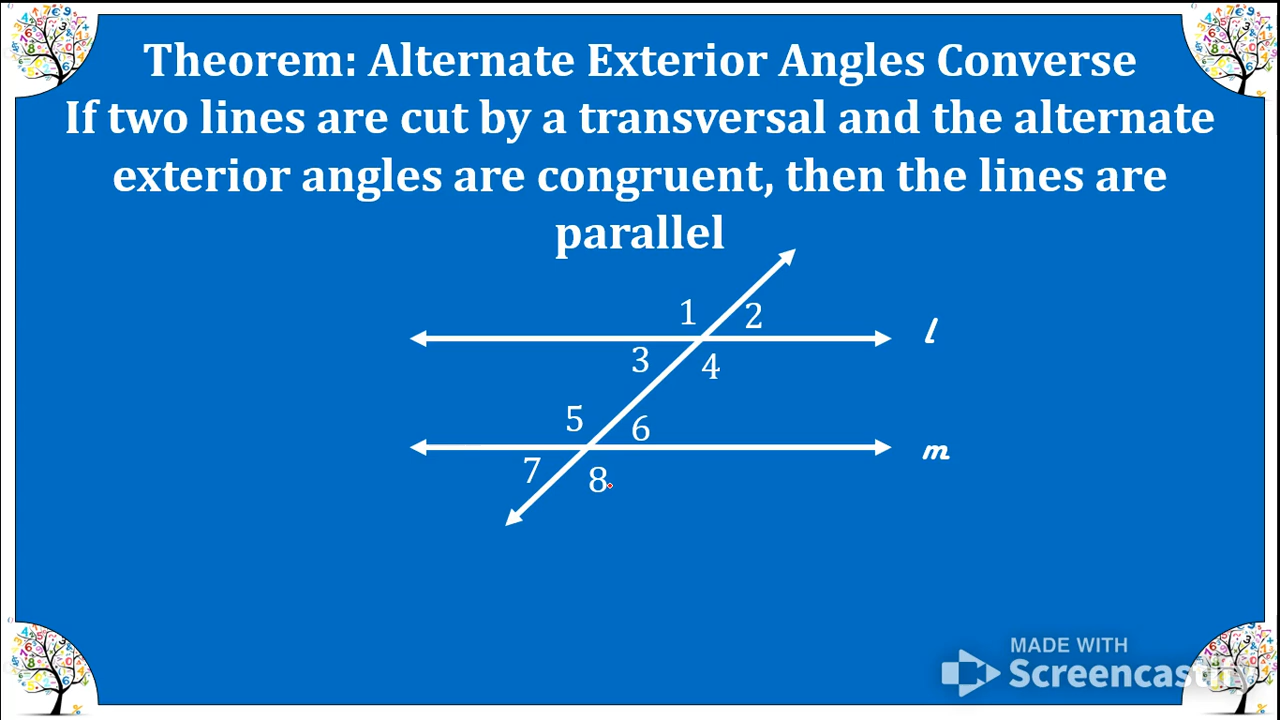 Theorem: Alternate Exterior Angles Converse
If two lines are cut by a transversal and the alternate
exterior angles are congruent, then the lines are
parallel
1 2
l
3 4
5 6
m
7 8
MADE WITH
Screencastify